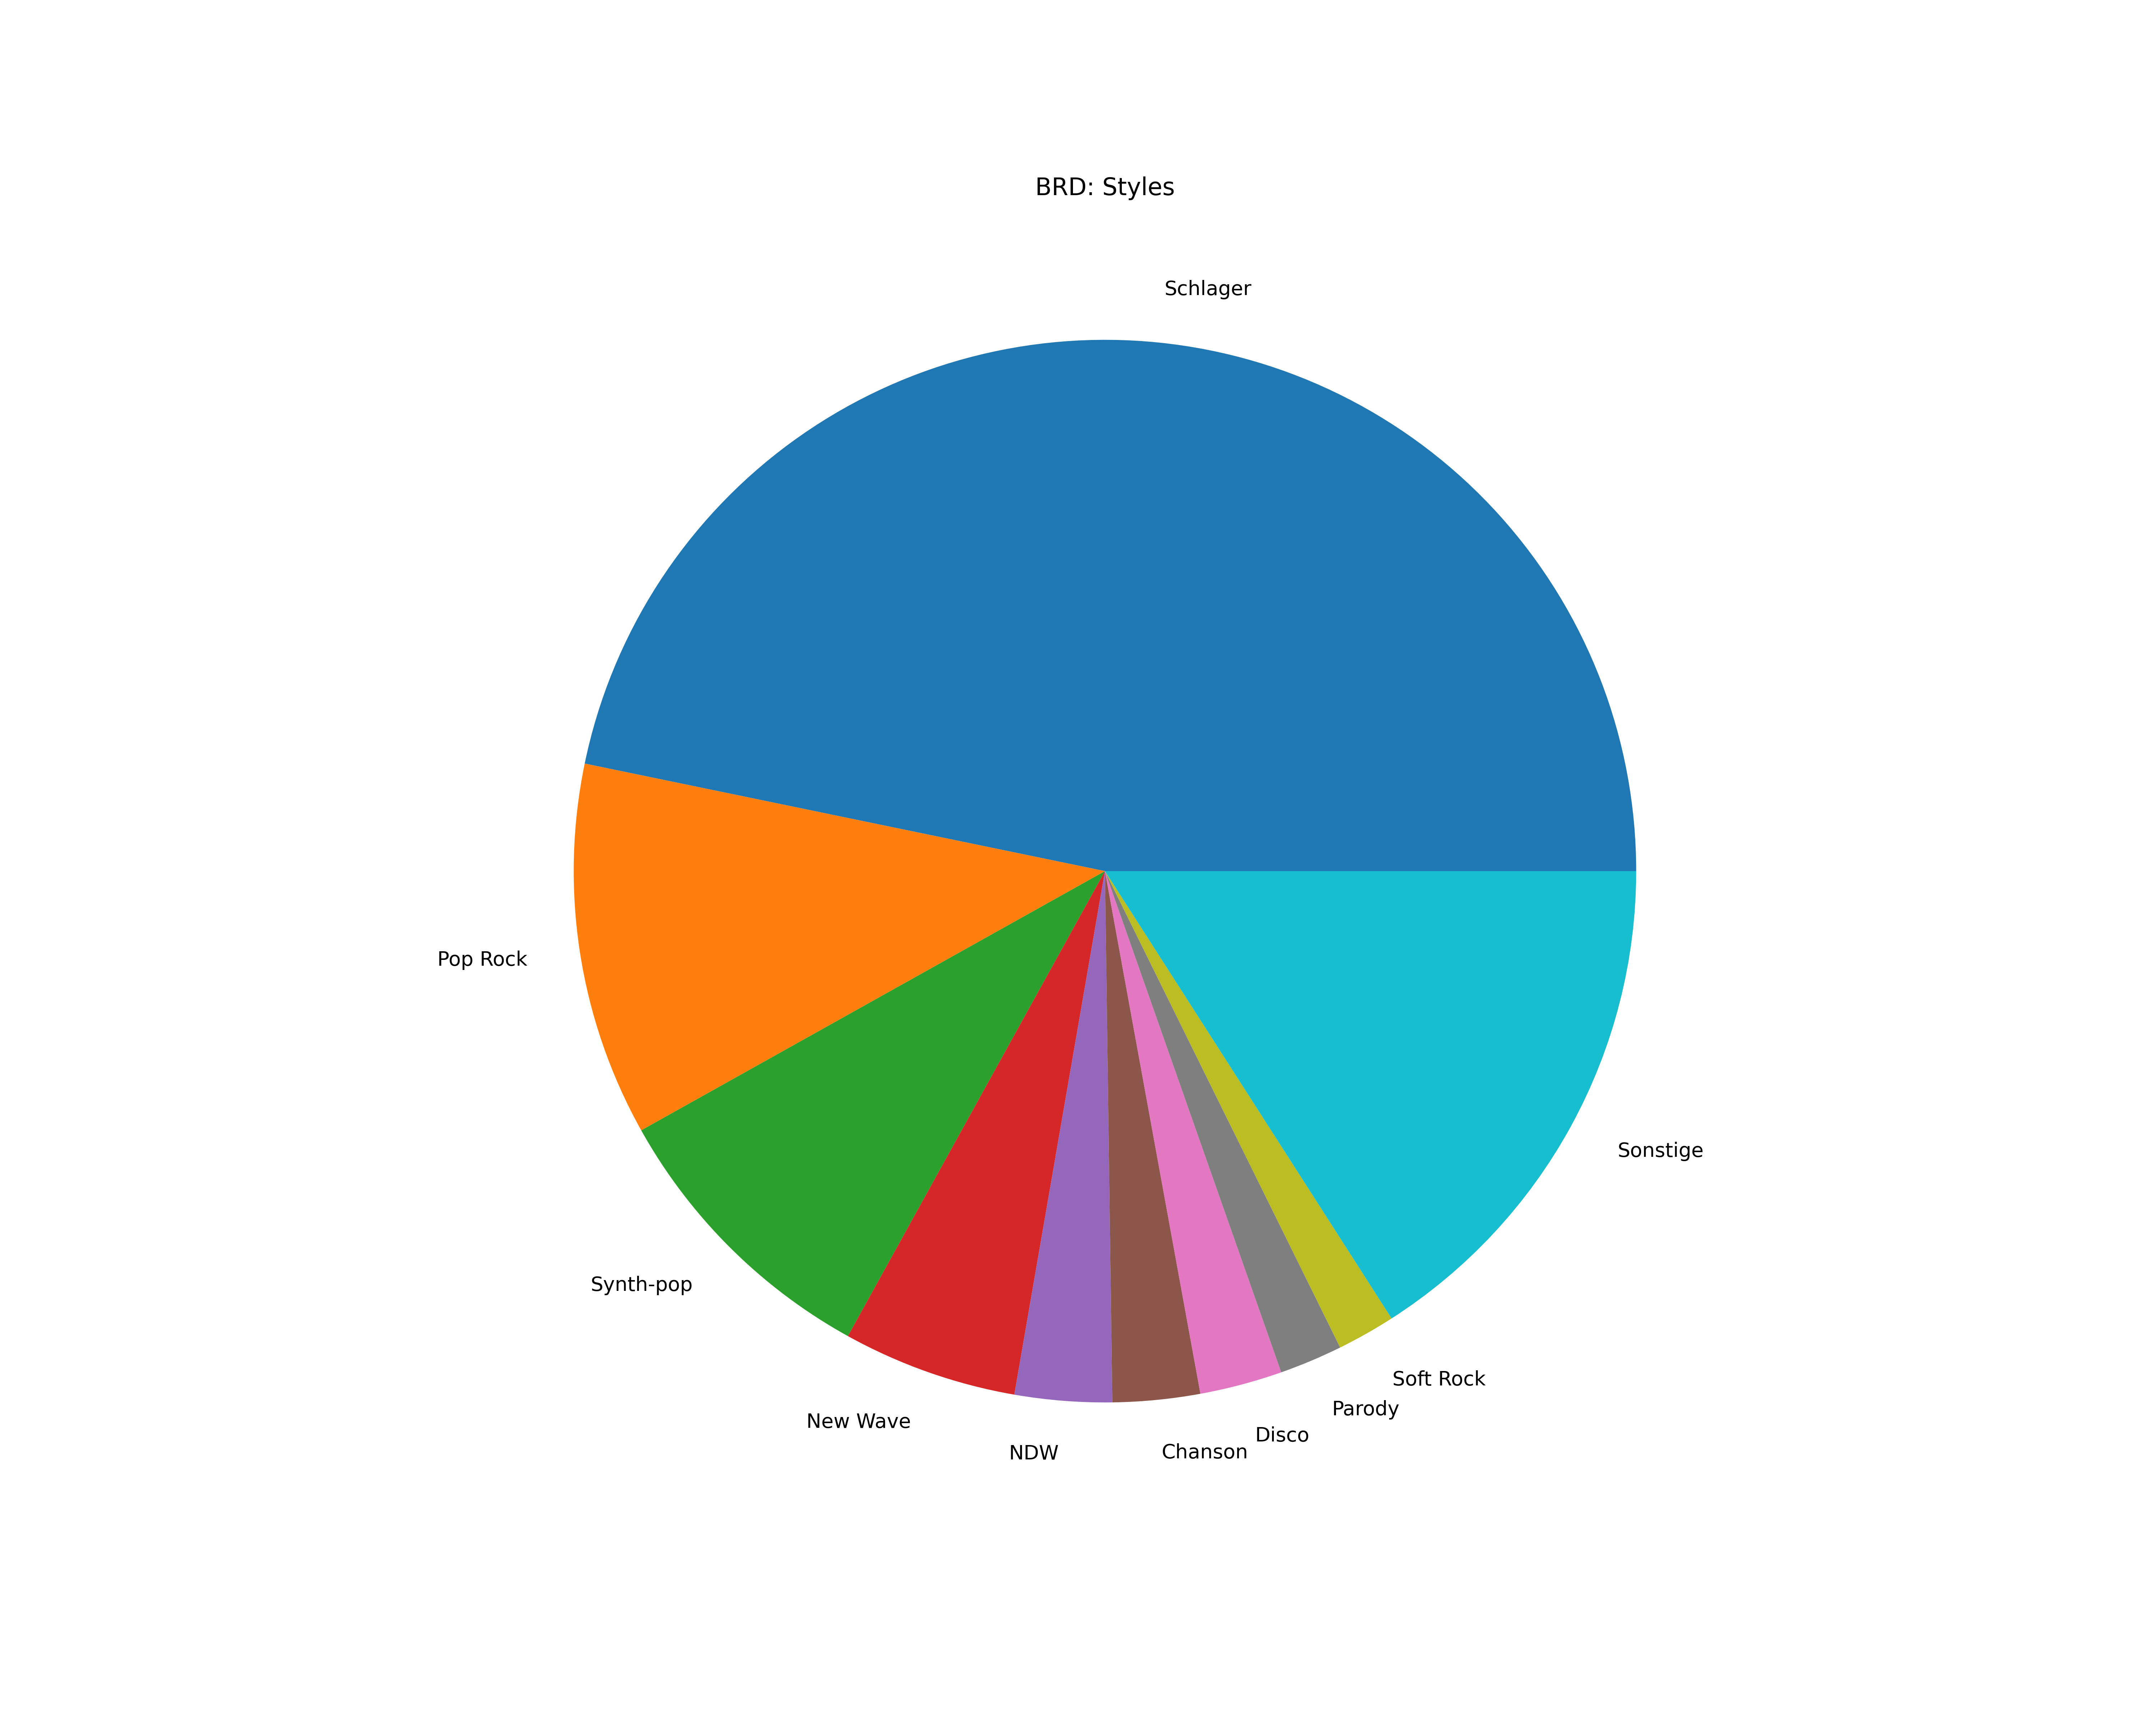 BRD: Styles
Schlager
Pop Rock
Sonstige
Synth-pop
Soft Rock
Parody
New Wave
Disco
NDW
Chanson